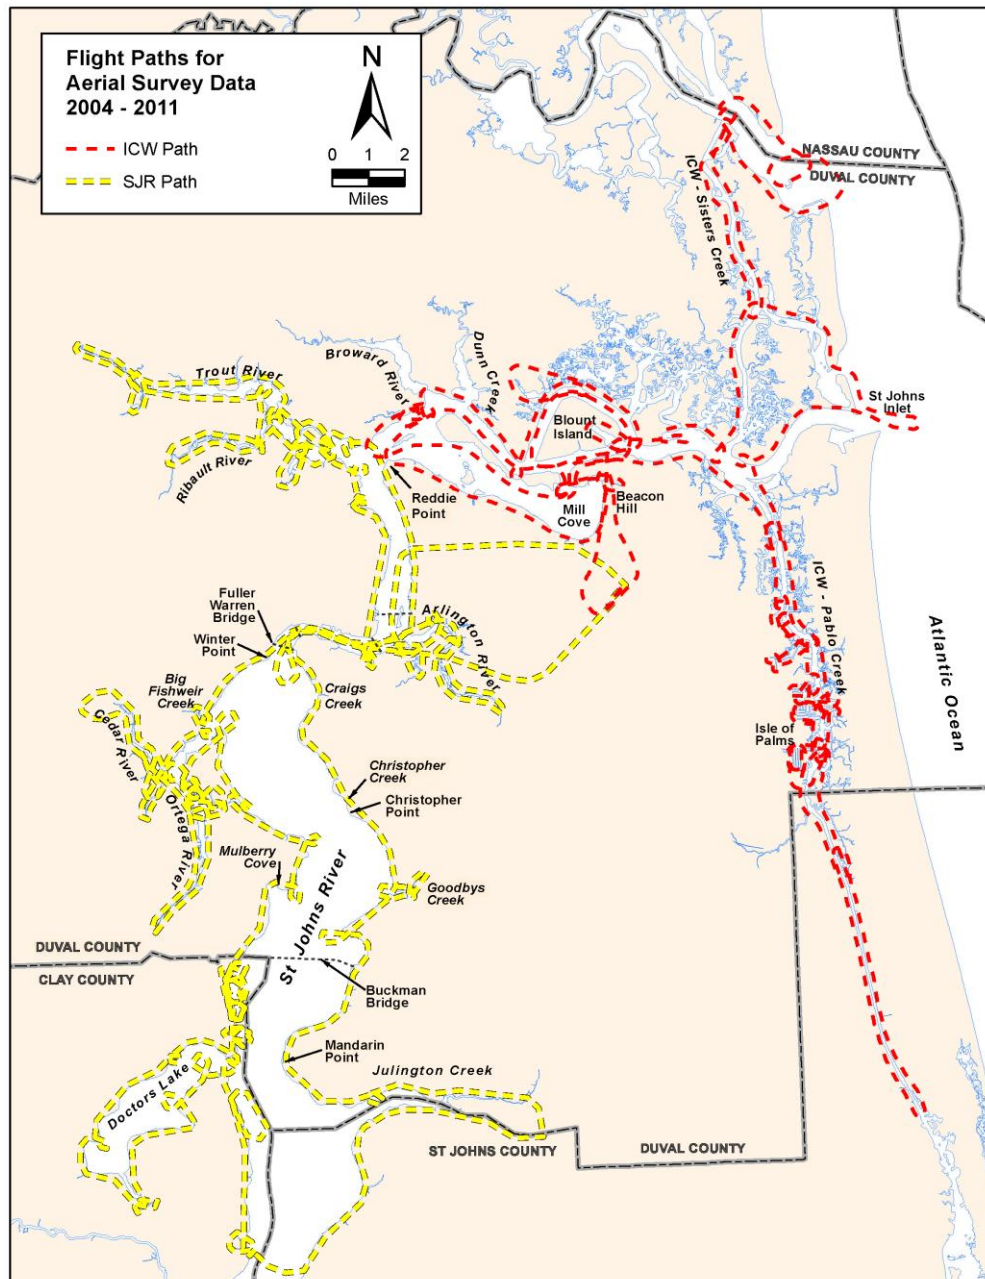 Flight Paths for
Aerial Survey Data
2004 - 2011
N
ICW Path
SJR Path
0 1 2
Miles
NASSAU COUNTY
DUVAL COUNTY
ICW - Sisters Creek
Dunn Creek
Broward River
Trout River
St Johns
Inlet
Blount
Island
Ribault River
Reddie
Point
Mill
Cove
Beacon
Hill
ICW - Pablo Creek
Fuller
Warren
Bridge
Arlington River
Winter
Point
Atlantic Ocean
Big
Fishweir
Creek
Craigs
Creek
Cedar River
Isle of
Palms
Christopher
Creek
Christopher
Point
Ortega River
Mulberry
Cove
St Johns River
Goodbys
Creek
DUVAL COUNTY
CLAY COUNTY
Buckman
Bridge
Mandarin
Point
Julington Creek
Doctors Lake
ST JOHNS COUNTY
DUVAL COUNTY